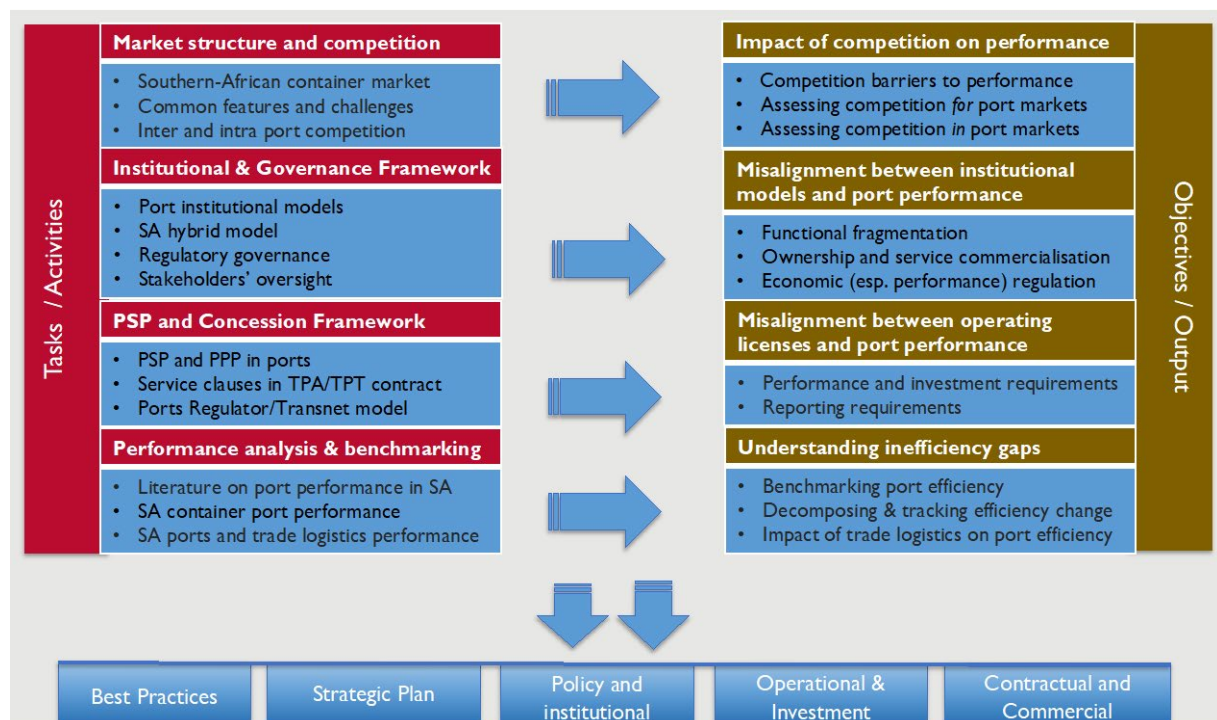 Tasks / Activities
Market structure and competition
• Southern-African container market
• Common features and challenges
• Inter and intra port competition
Institutional & Governance Framework
• Port institutional models
• SA hybrid model
• Regulatory governance
• Stakeholders’ oversight
PSP and Concession Framework
• PSP and PPP in ports
• Service clauses in TPA/TPT contract
• Ports Regulator/Transnet model
Performance analysis & benchmarking
• Literature on port performance in SA
• SA container port performance
• SA ports and trade logistics performance
Impact of competition on performance
• Competition barriers to performance
• Assessing competition for port markets
• Assessing competition in port markets
Misalignment between institutional
models and port performance
• Functional fragmentation
• Ownership and service commercialisation
• Economic (esp. performance) regulation
Misalignment between operating
licenses and port performance
• Performance and investment requirements
• Reporting requirements
Understanding inefficiency gaps
• Benchmarking port efficiency
• Decomposing & tracking efficiency change
• Impact of trade logistics on port efficiency
Objectives / Output
Best Practices
Strategic Plan
Policy and
institutional
Operational &
Investment
Contractual and
Commercial